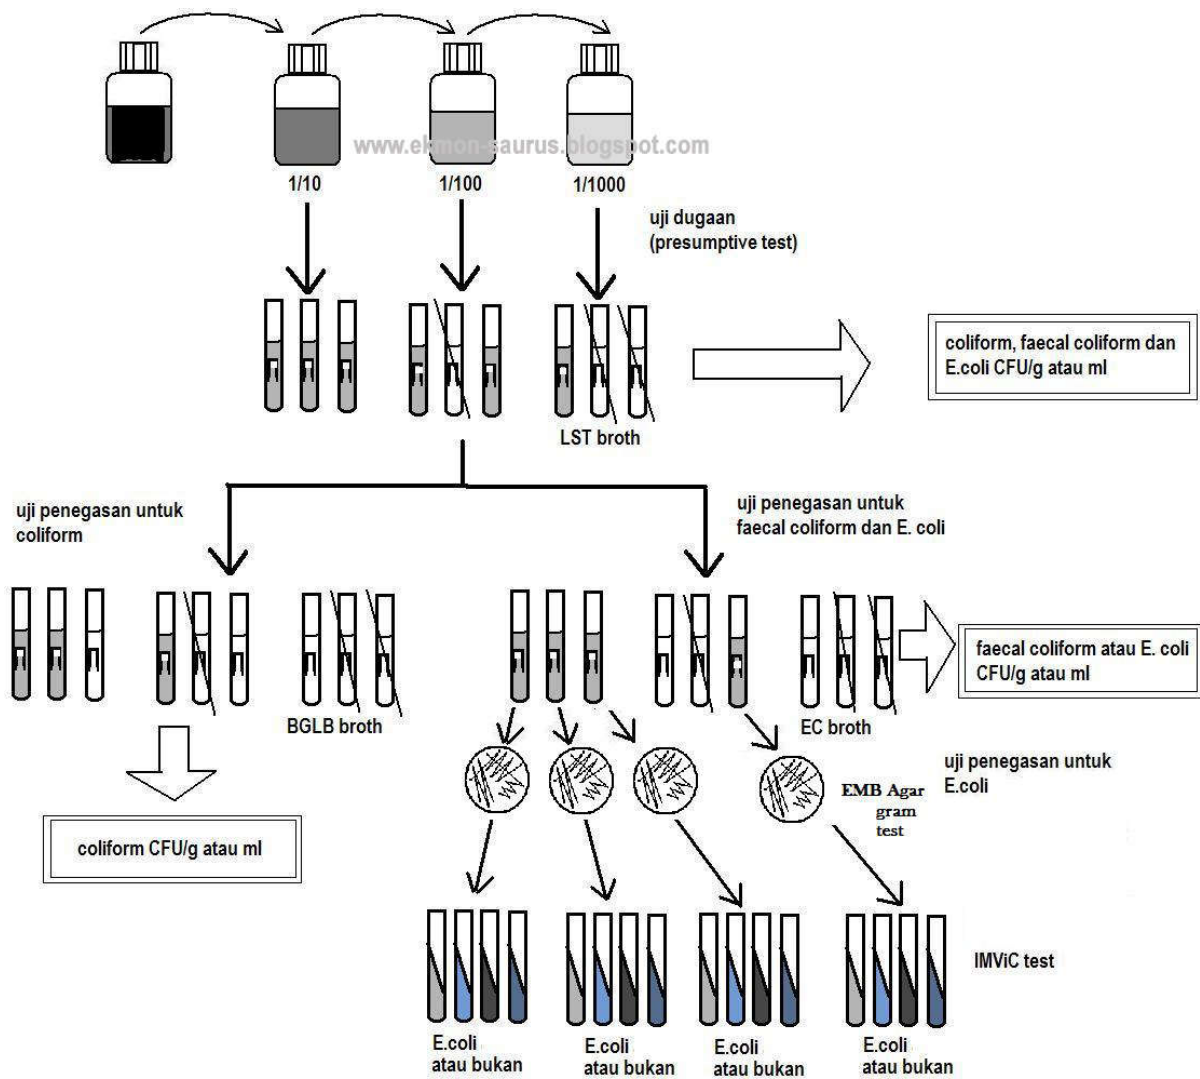 www.ekmon-saurus.blogspot.com
1/10
1/100
1/1000
uji dugaan
(presumptive test)
coliform, faecal coliform dan
E.coli CFU/g atau ml
LST broth
uji penegasan untuk
coliform
uji penegasan untuk
faecal coliform dan E. coli
BGLB broth
EC broth
faecal coliform atau E. coli
CFU/g atau ml
uji penegasan untuk
E.coli
EMB Agar
gram
test
coliform CFU/g atau ml
IMViC test
E.coli
atau bukan
E.coli
atau bukan
E.coli
atau bukan
E.coli
atau bukan